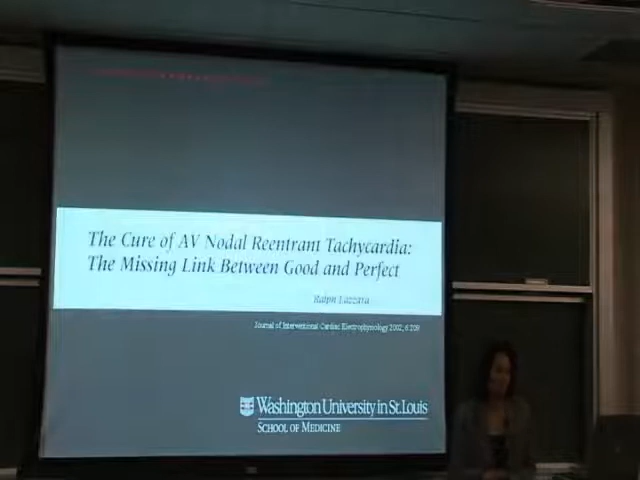 The Cure of AV Nodal Reentrant Tachycardia:
The Missing Link Between Good and Perfect
Ralph Lazzara
Journal of Interventional Cardiac Electrophysiology 2002; 6:209
Washington University in St. Louis
SCHOOL OF MEDICINE